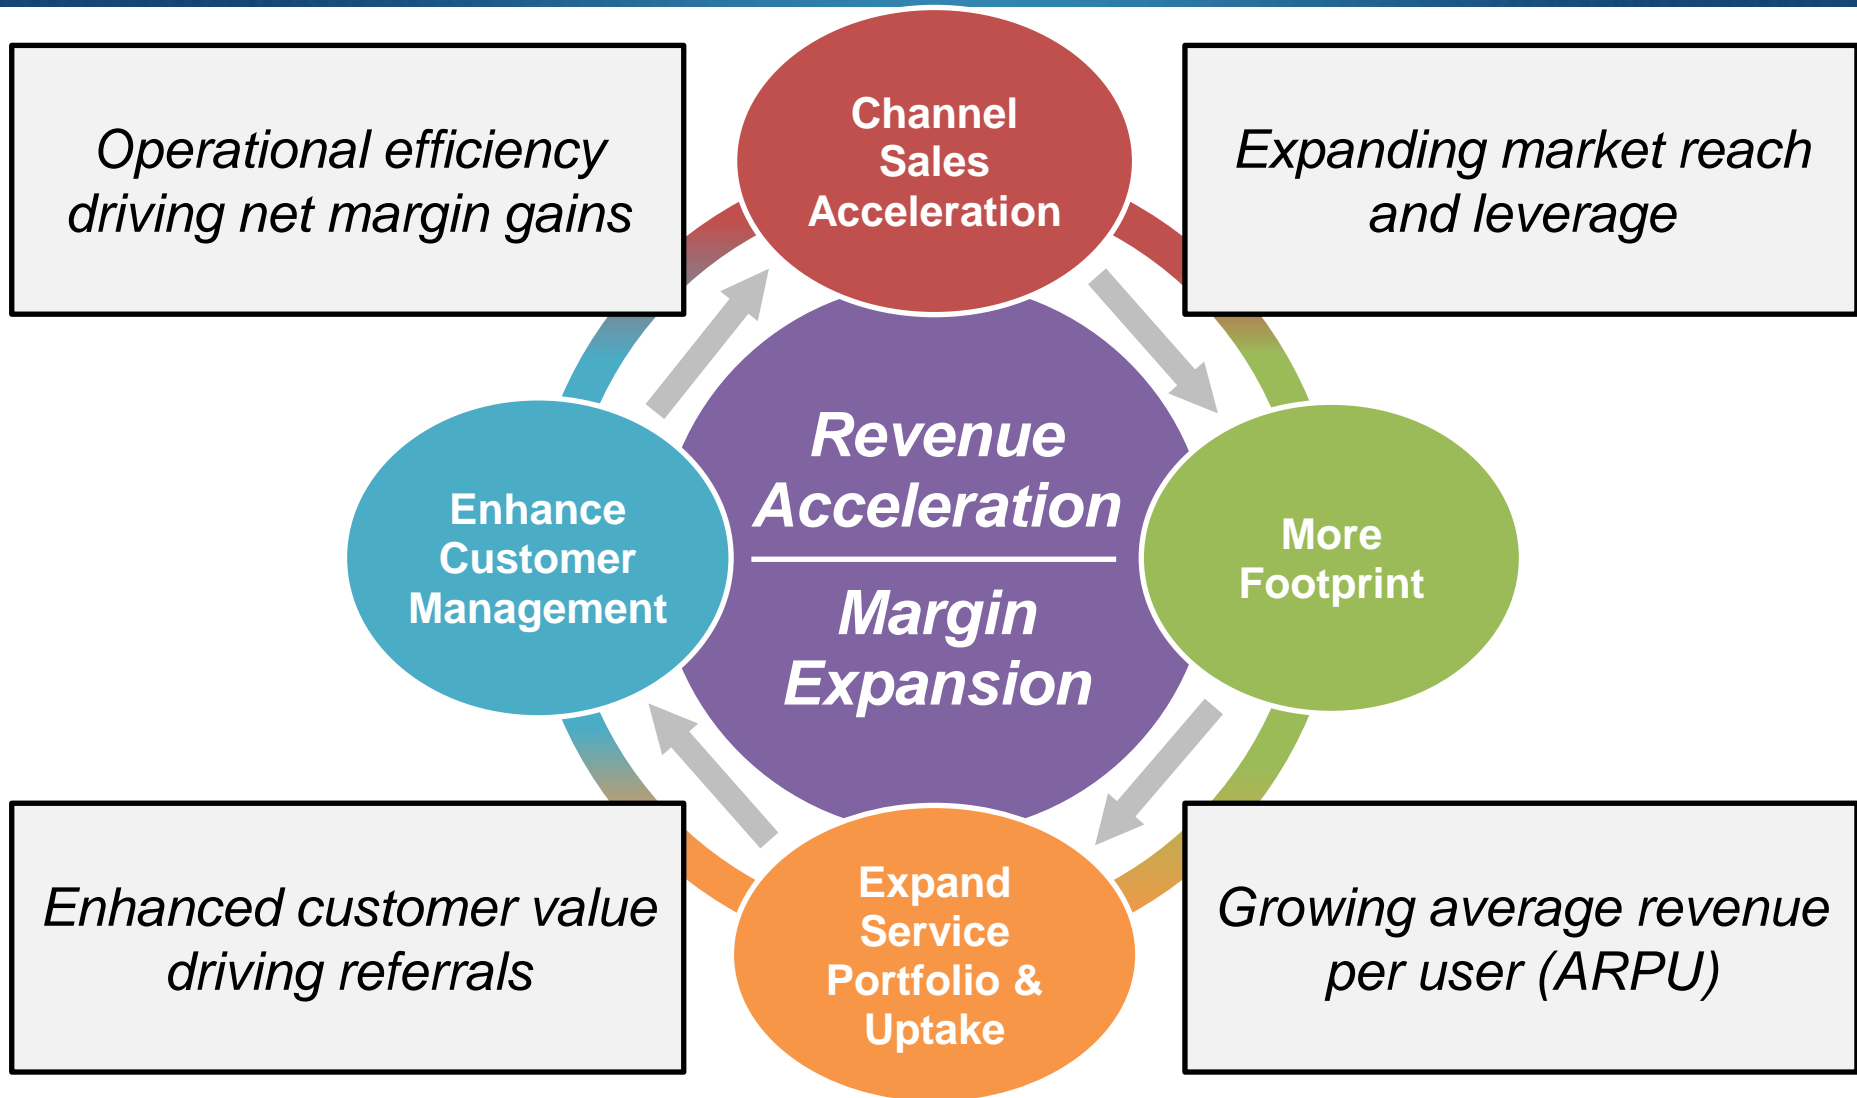 Operational efficiency
driving net margin gains
Channel
Sales
Acceleration
Expanding market reach
and leverage
Enhance
Customer
Management
Revenue
Acceleration
Margin
Expansion
More
Footprint
Enhanced customer value
driving referrals
Expand
Service
Portfolio &
Uptake
Growing average revenue
per user (ARPU)